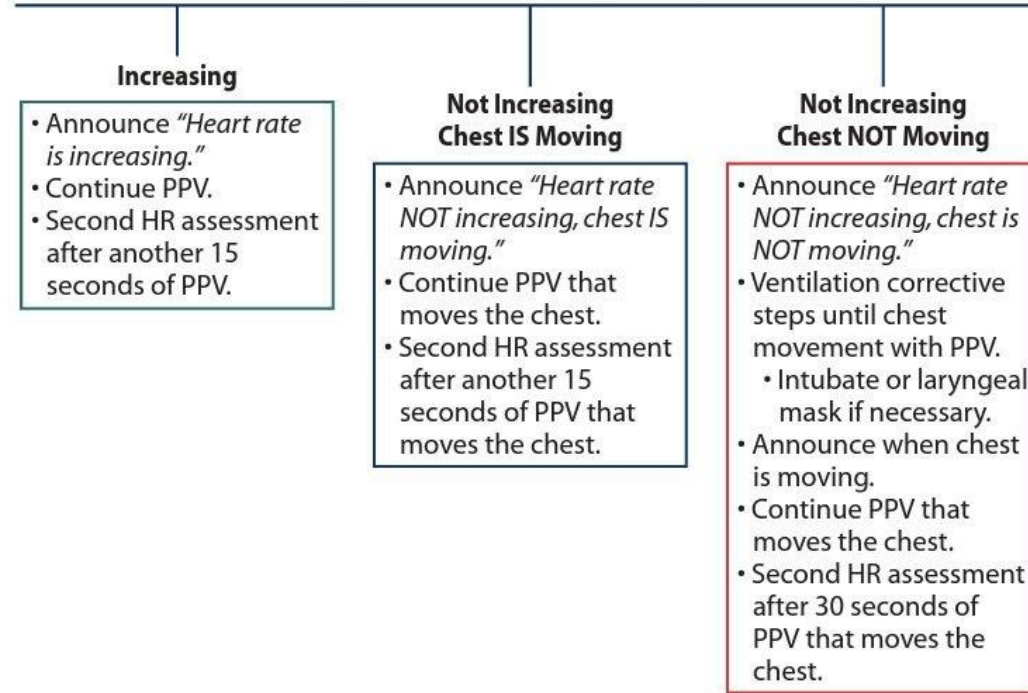 Increasing
• Announce “Heart rate
is increasing.”
• Continue PPV.
• Second HR assessment
after another 15
seconds of PPV.
Not Increasing
Chest IS Moving
• Announce “Heart rate
NOT increasing, chest IS
moving.”
• Continue PPV that
moves the chest.
• Second HR assessment
after another 15
seconds of PPV that
moves the chest.
Not Increasing
Chest NOT Moving
• Announce “Heart rate
NOT increasing, chest is
NOT moving.”
• Ventilation corrective
steps until chest
movement with PPV.
• Intubate or laryngeal
mask if necessary.
• Announce when chest
is moving.
• Continue PPV that
moves the chest.
• Second HR assessment
after 30 seconds of
PPV that moves the
chest.